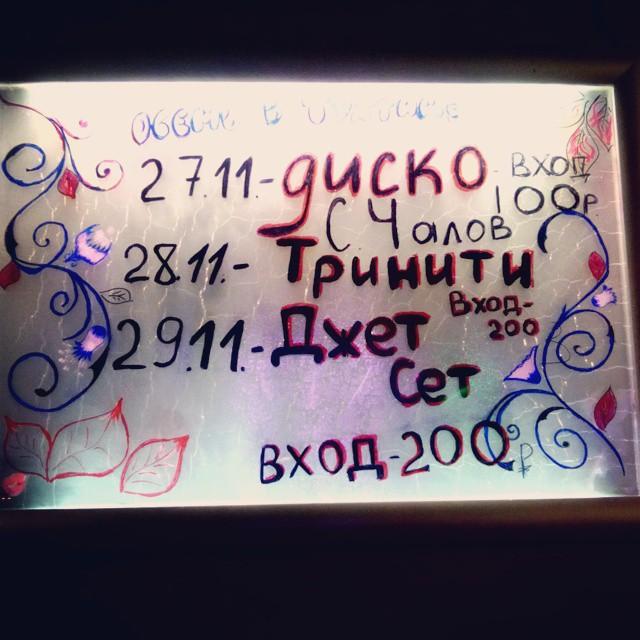 27.11.- диско ВХОД
С. Чалов 100р.
28.11.- Тринити
Вход-
200
29.11.- Джет
Сет
ВХОД-200 ₽